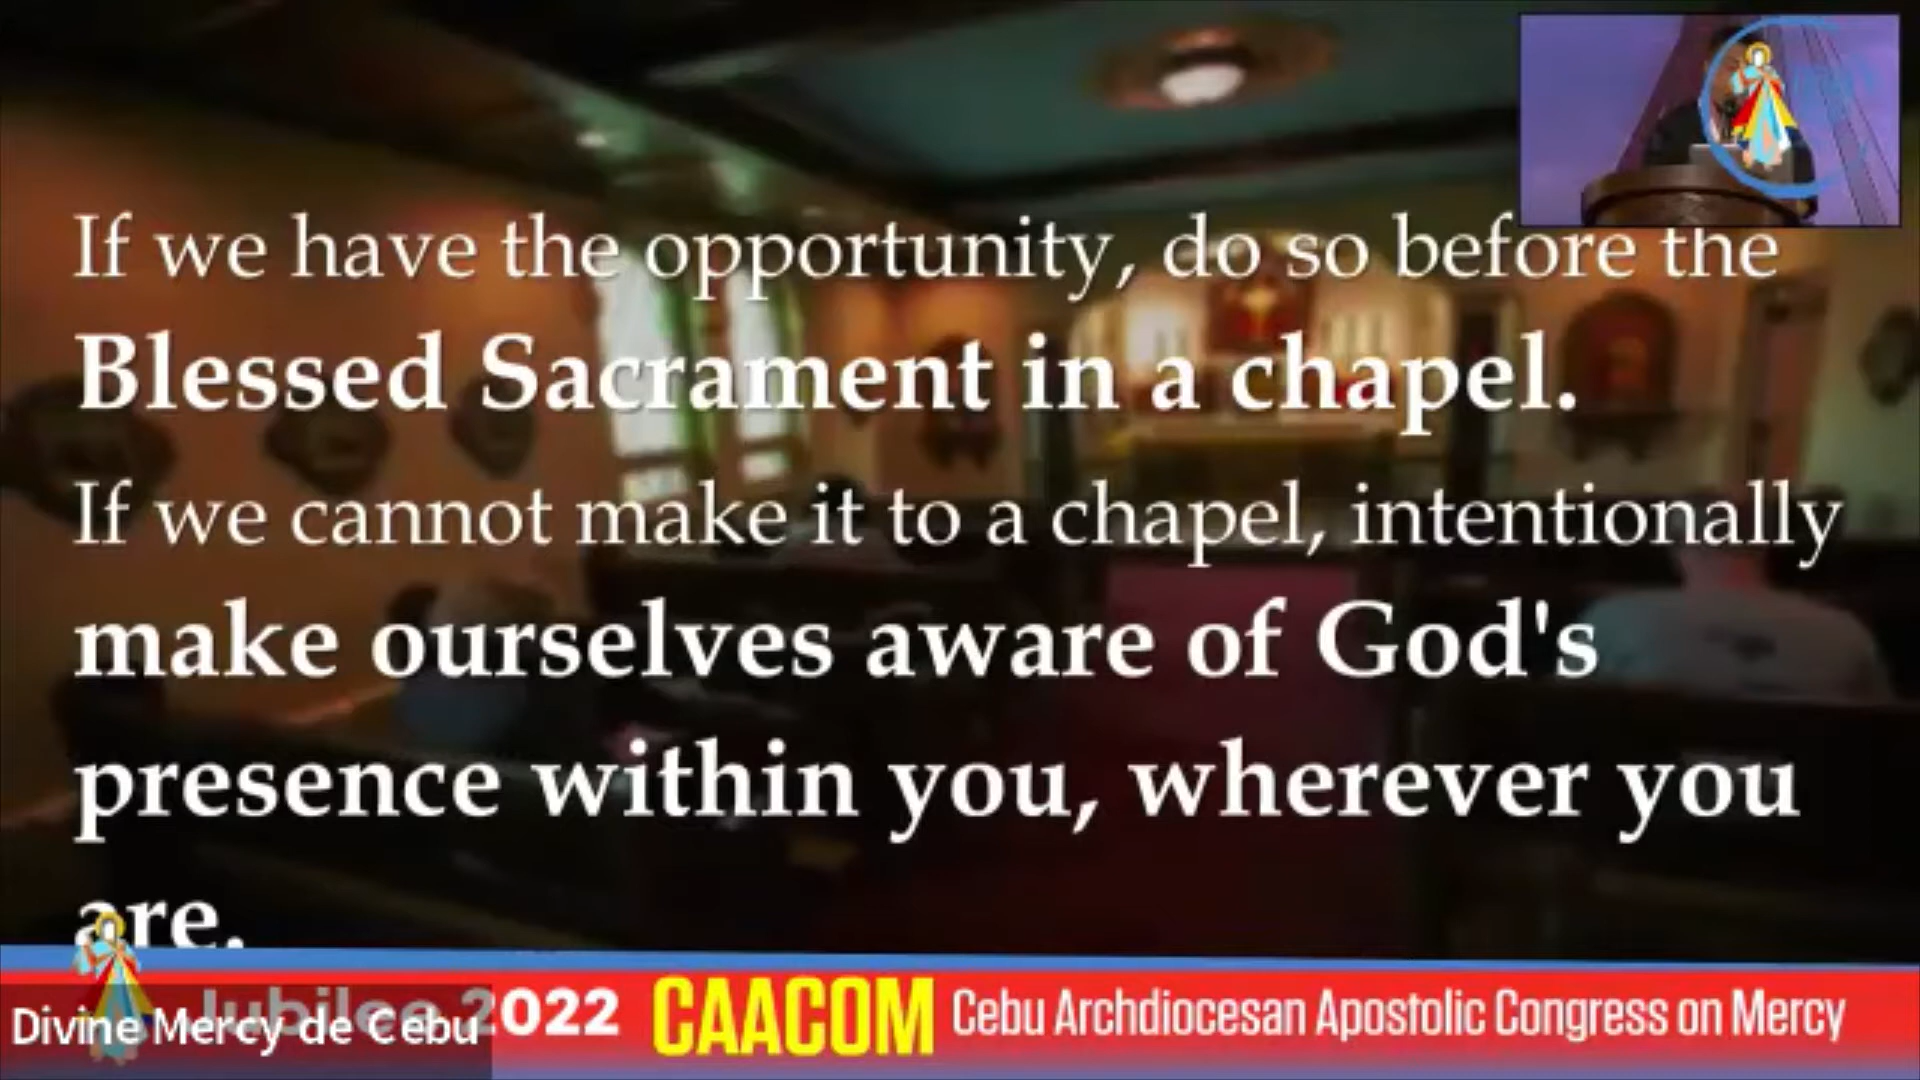 If we have the opportunity, do so before the
Blessed Sacrament in a chapel.
If we cannot make it to a chapel, intentionally
make ourselves aware of God's
presence within you, wherever you
are.
Jubilee 2022 CAACOM Cebu Archdiocesan Apostolic Congress on Mercy
Divine Mercy de Cebu